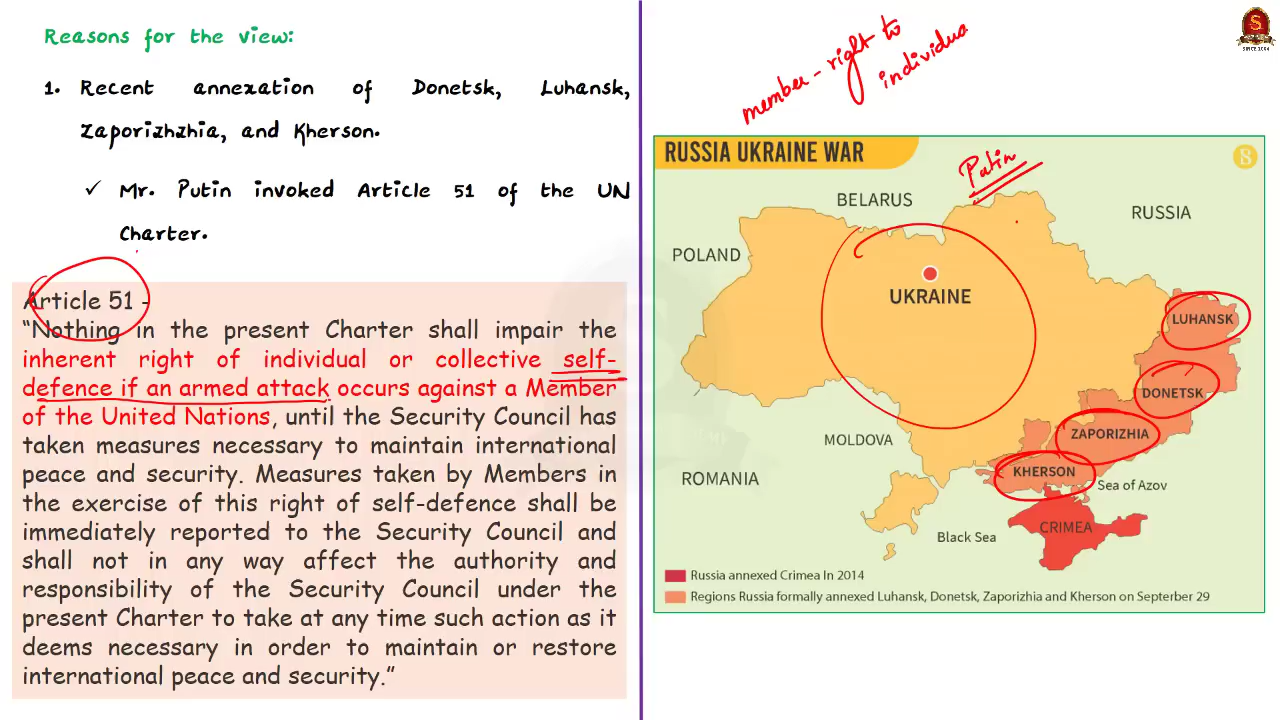 Reasons for the view:
1. Recent annexation of Donetsk, Luhansk,
Zaporizhzhia, and Kherson.
✓ Mr. Putin invoked Article 51 of the UN
Charter.
Article 51 -
“Nothing in the present Charter shall impair the
inherent right of individual or collective self-
defence if an armed attack occurs against a Member
of the United Nations, until the Security Council has
taken measures necessary to maintain international
peace and security. Measures taken by Members in
the exercise of this right of self-defence shall be
immediately reported to the Security Council and
shall not in any way affect the authority and
responsibility of the Security Council under the
present Charter to take at any time such action as it
deems necessary in order to maintain or restore
international peace and security.”
member - right to
individua
S
SINCE 2004
RUSSIA UKRAINE WAR
8
Putin
BELARUS
RUSSIA
POLAND
UKRAINE
LUHANSK
DONETSK
ZAPORIZHIA
MOLDOVA
KHERSON
ROMANIA
Sea of Azov
CRIMEA
Black Sea
Russia annexed Crimea In 2014
Regions Russia formally annexed Luhansk, Donetsk, Zaporizhia and Kherson on Septerber 29